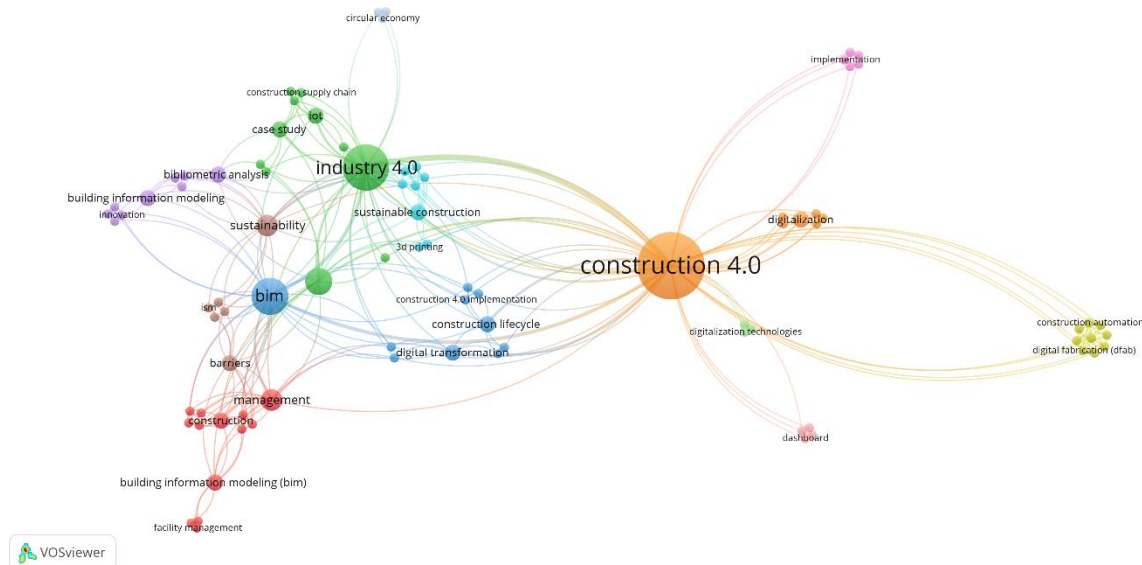 circular economy
implementation
construction supply chain
iot
case study
industry 4.0
bibliometric analysis
building information modeling
innovation
sustainable construction
digitalization
sustainability
3d printing
construction 4.0
bim
construction 4.0 implementation
ism
construction lifecycle
construction automation
digitalization technologies
digital transformation
digital fabrication (dfab)
barriers
management
construction
dashboard
building information modeling (bim)
facility management
VOSviewer